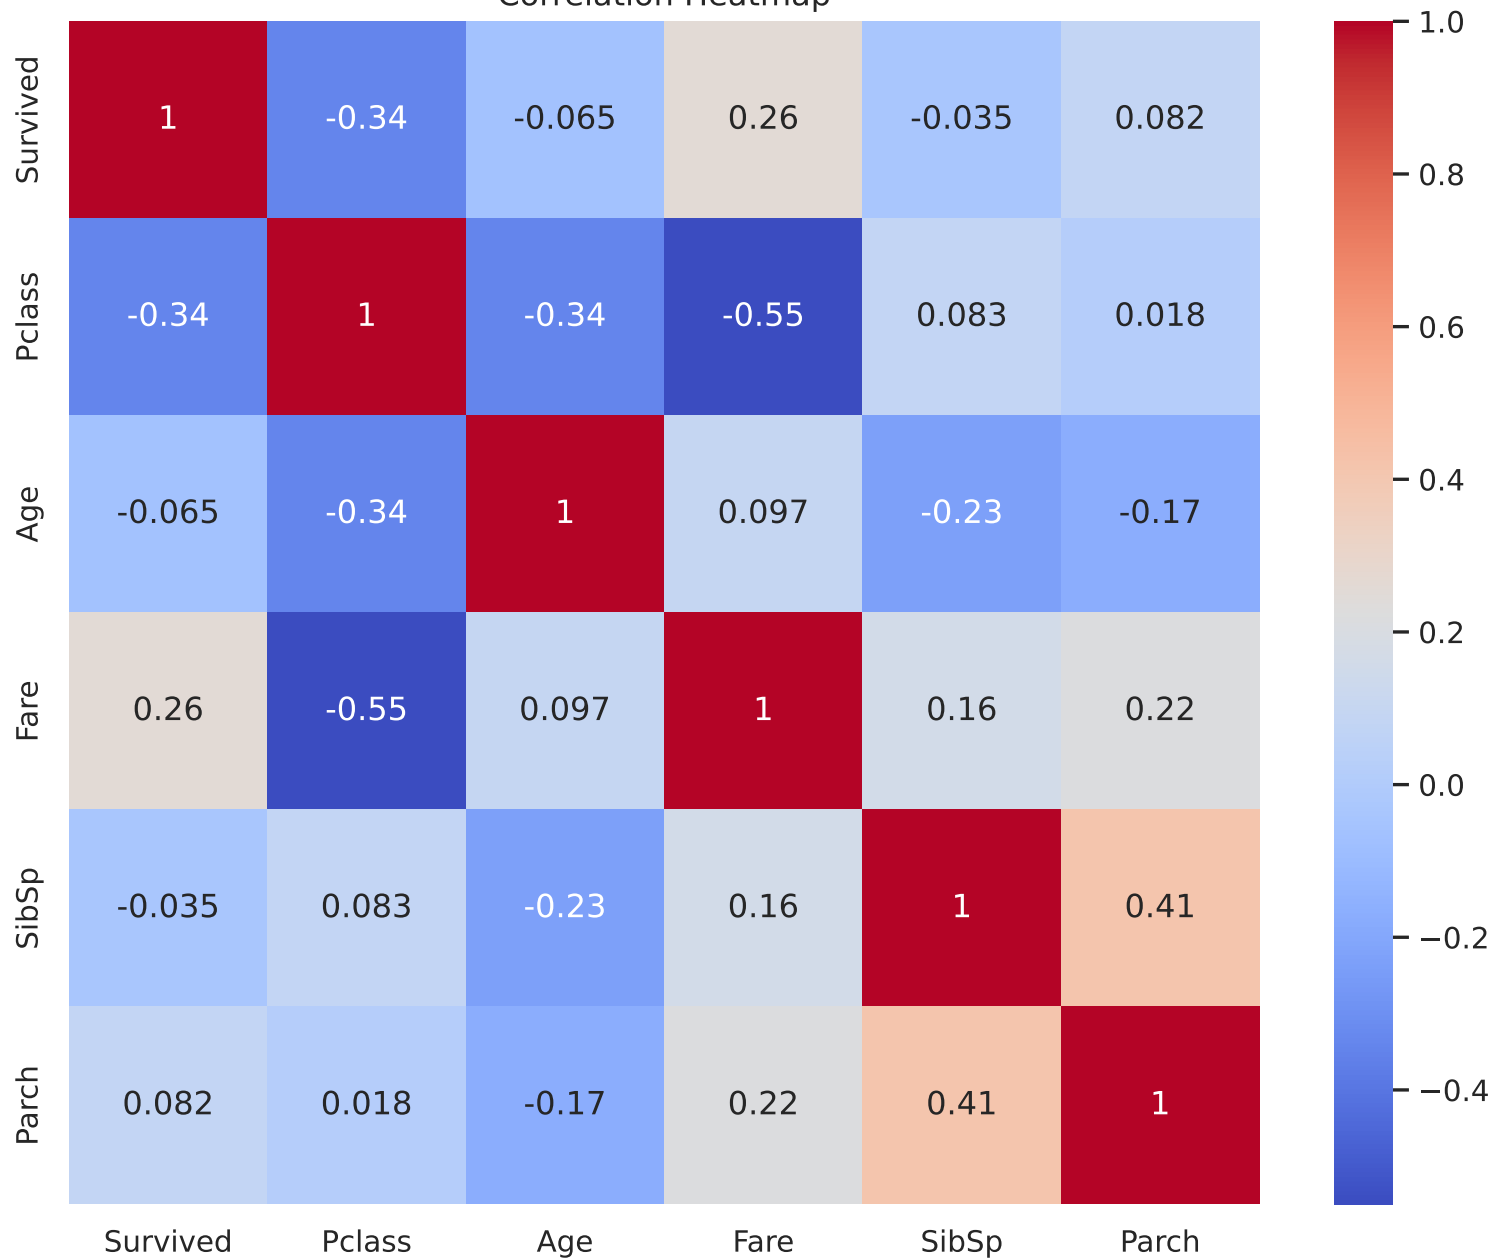 Correlation Heatmap
Survived 1 -0.34 -0.065 0.26 -0.035 0.082
Pclass -0.34 1 -0.34 -0.55 0.083 0.018
Age -0.065 -0.34 1 0.097 -0.23 -0.17
Fare 0.26 -0.55 0.097 1 0.16 0.22
SibSp -0.035 0.083 -0.23 0.16 1 0.41
Parch 0.082 0.018 -0.17 0.22 0.41 1
Survived Pclass Age Fare SibSp Parch
1.0
0.8
0.6
0.4
0.2
0.0
−0.2
−0.4